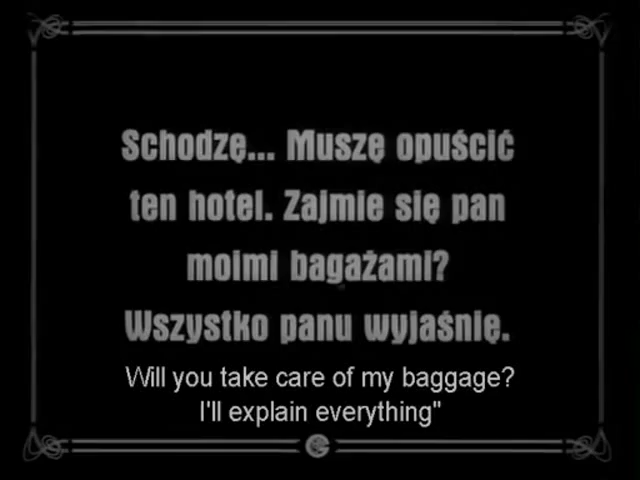 Schodzę... Muszę opuścić
ten hotel. Zajmie się pan
moimi bagażami?
Wszystko panu wyjaśnię.
Will you take care of my baggage?
I'll explain everything"